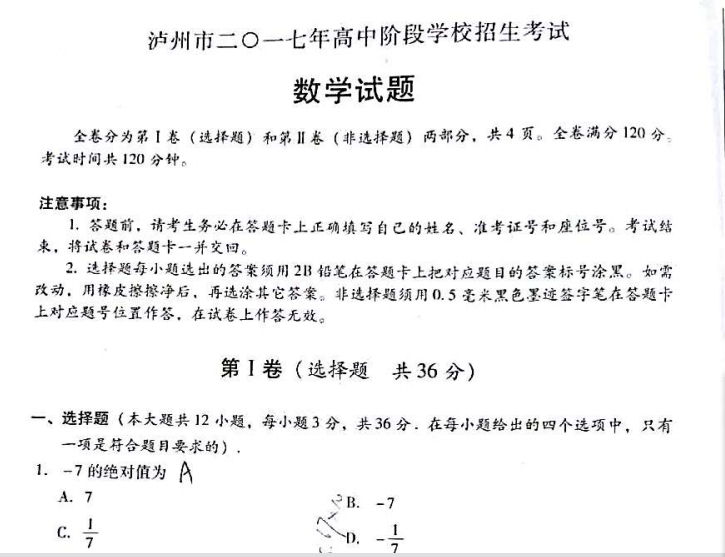 泸州市二〇一七年高中阶段学校招生考试
数学试题
全卷分为第Ⅰ卷（选择题）和第Ⅱ卷（非选择题）两部分，共4页。全卷满分120分。
考试时间共120分钟。
注意事项：
1. 答题前，请考生务必在答题卡上正确填写自己的姓名、准考证号和座位号。考试结
束，将试卷和答题卡一并交回。
2. 选择题每小题选出的答案须用2B铅笔在答题卡上把对应题目的答案标号涂黑。如需
改动，用橡皮擦擦净后，再选涂其它答案。非选择题须用0.5毫米黑色墨迹签字笔在答题卡
上对应题号位置作答，在试卷上作答无效。
第Ⅰ卷（选择题 共36分）
一、选择题（本大题共12小题，每小题3分，共36分．在每小题给出的四个选项中，只有
一项是符合题目要求的）．
1. -7的绝对值为 A
A. 7 B. -7
C. 1/7 D. -1/7